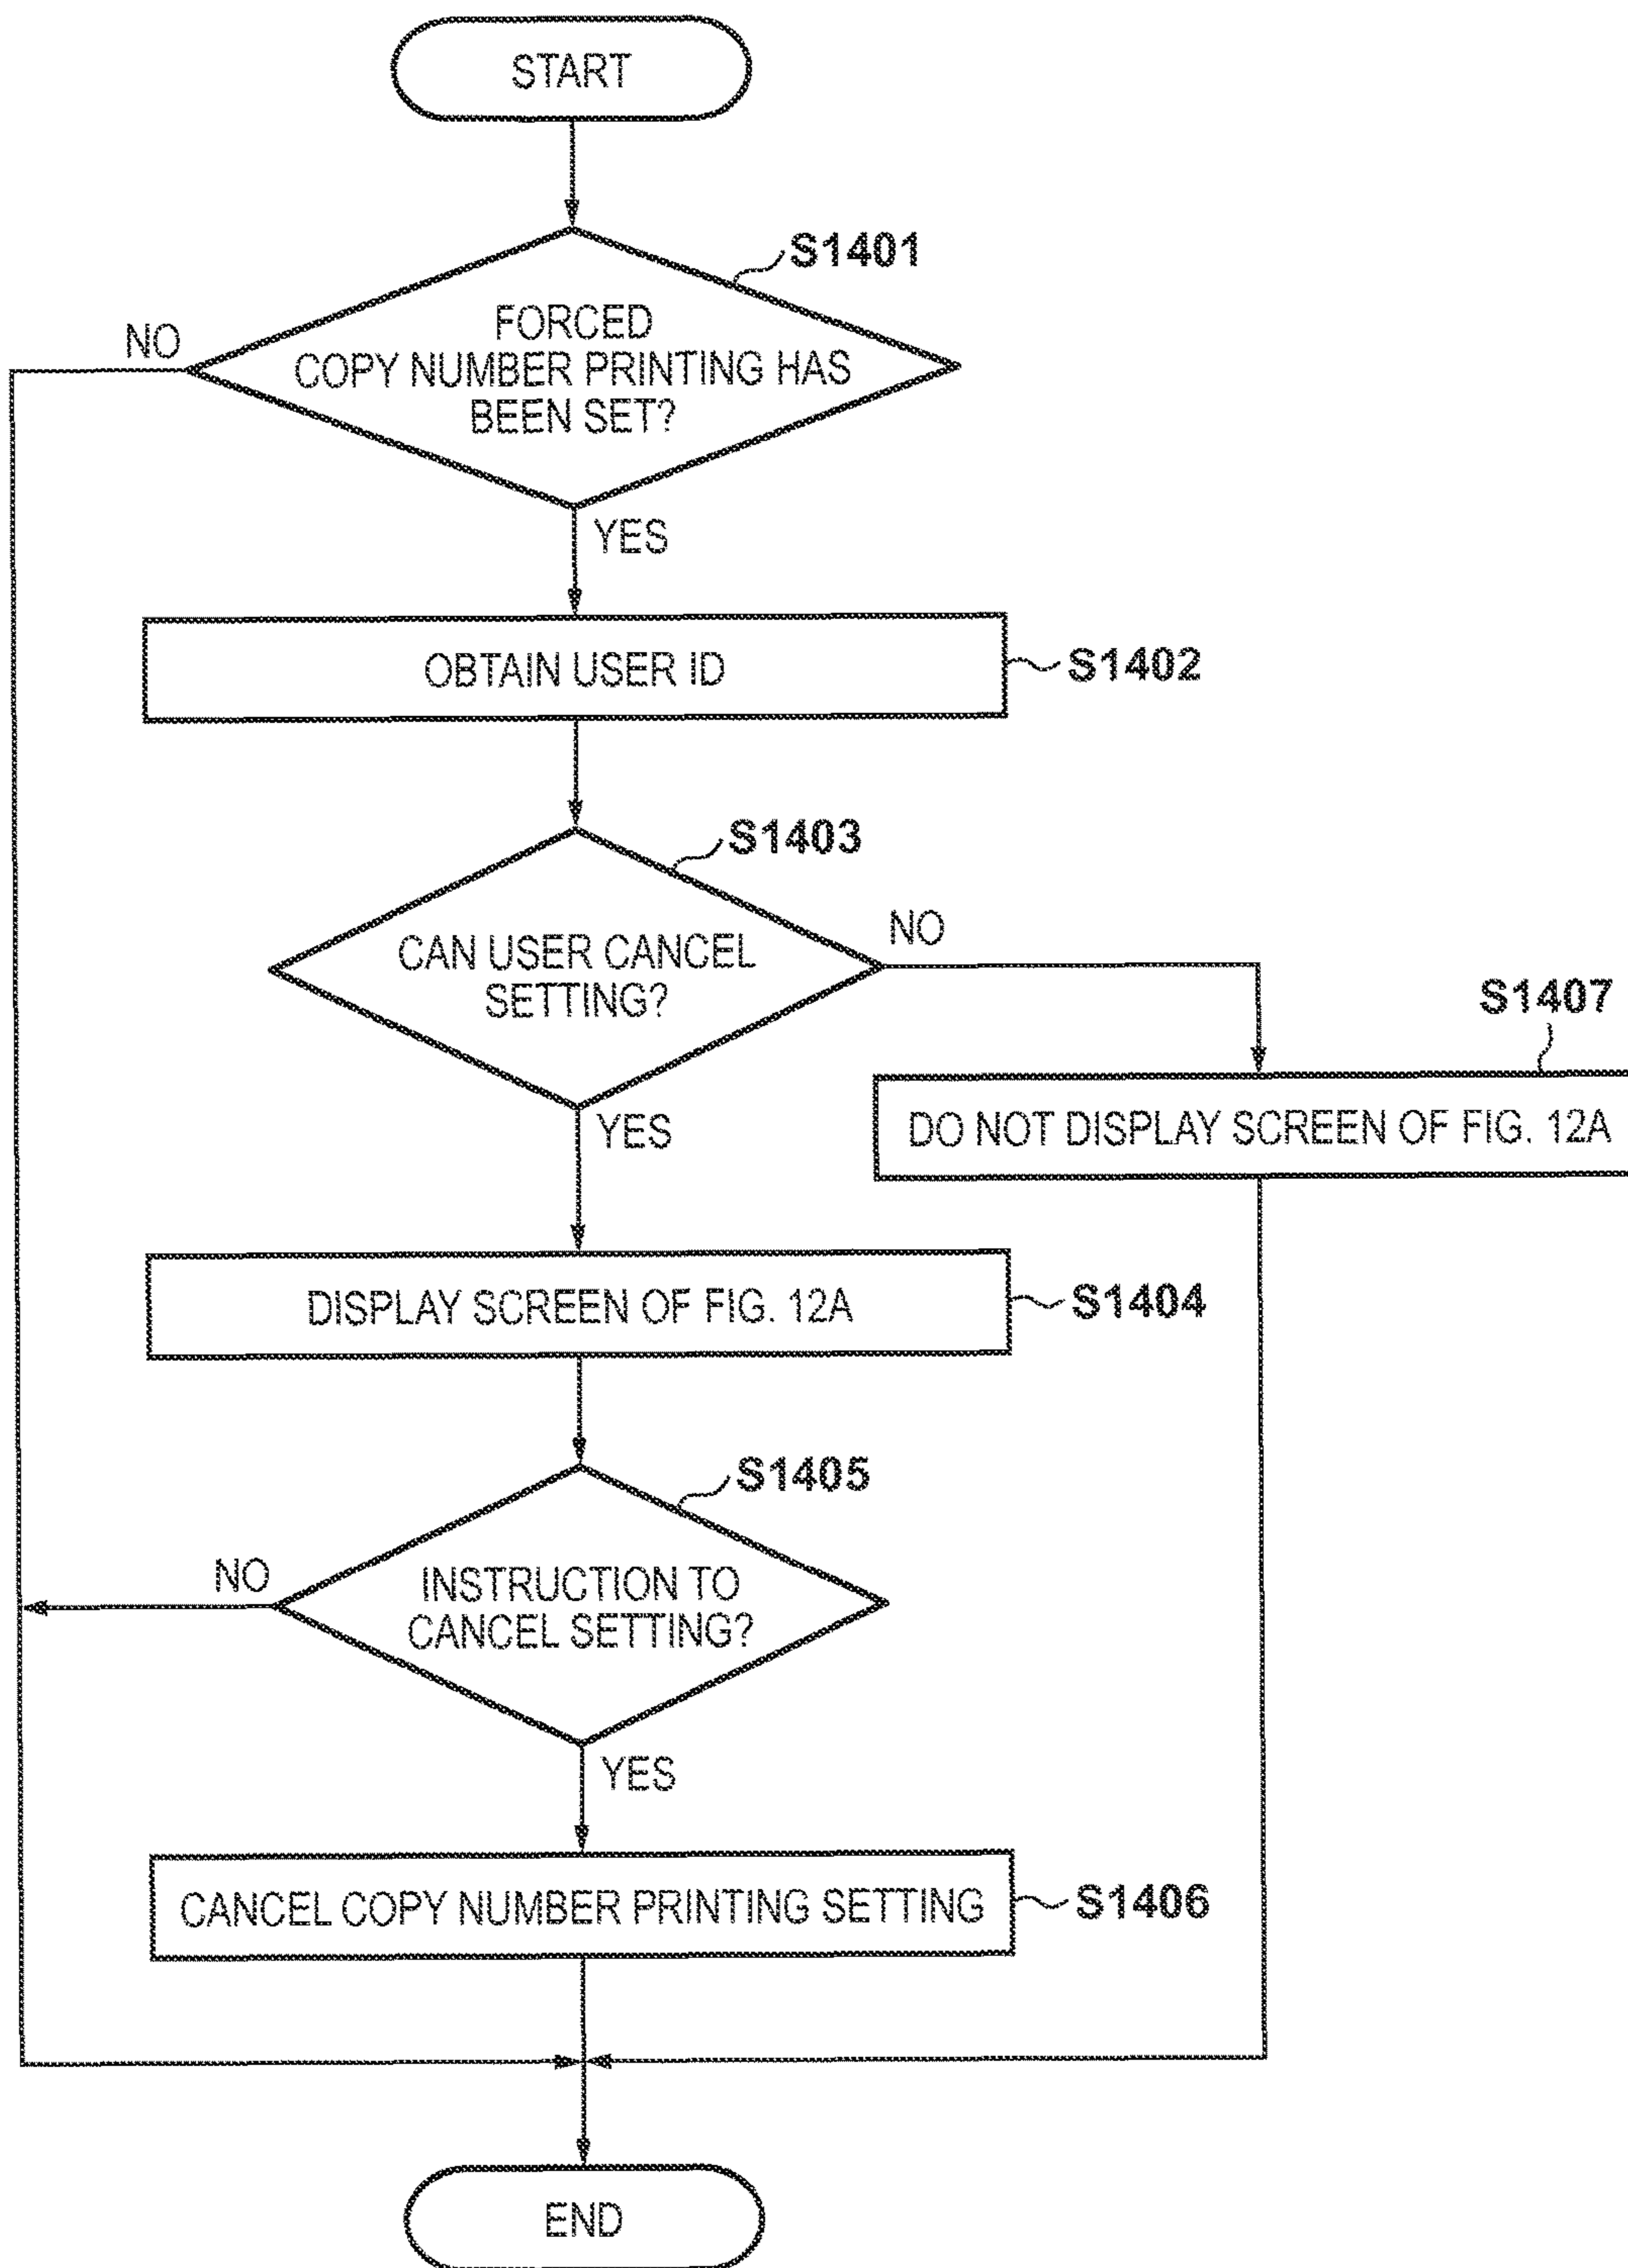 START
S1401
NO
FORCED
COPY NUMBER PRINTING HAS
BEEN SET?
YES
OBTAIN USER ID
S1402
S1403
NO
CAN USER CANCEL
SETTING?
S1407
YES
DO NOT DISPLAY SCREEN OF FIG. 12A
DISPLAY SCREEN OF FIG. 12A
S1404
S1405
NO
INSTRUCTION TO
CANCEL SETTING?
YES
CANCEL COPY NUMBER PRINTING SETTING
S1406
END